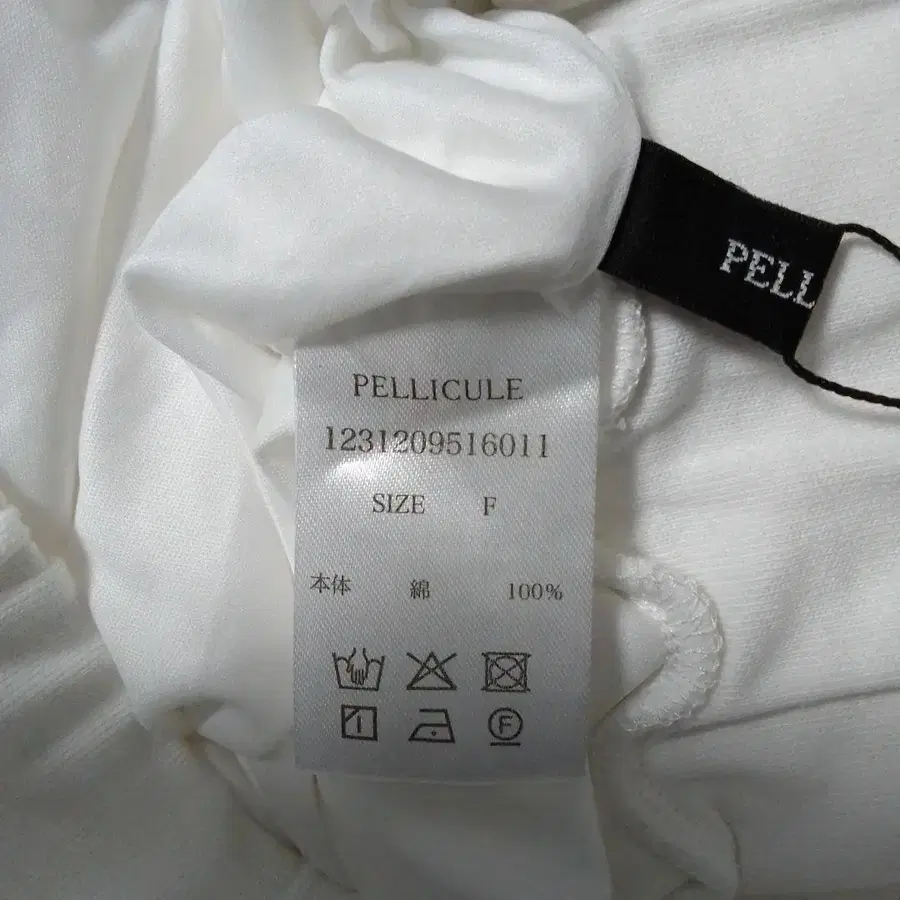 PELL
PELLICULE
1231209516011
SIZE F
本体 綿 100%
F